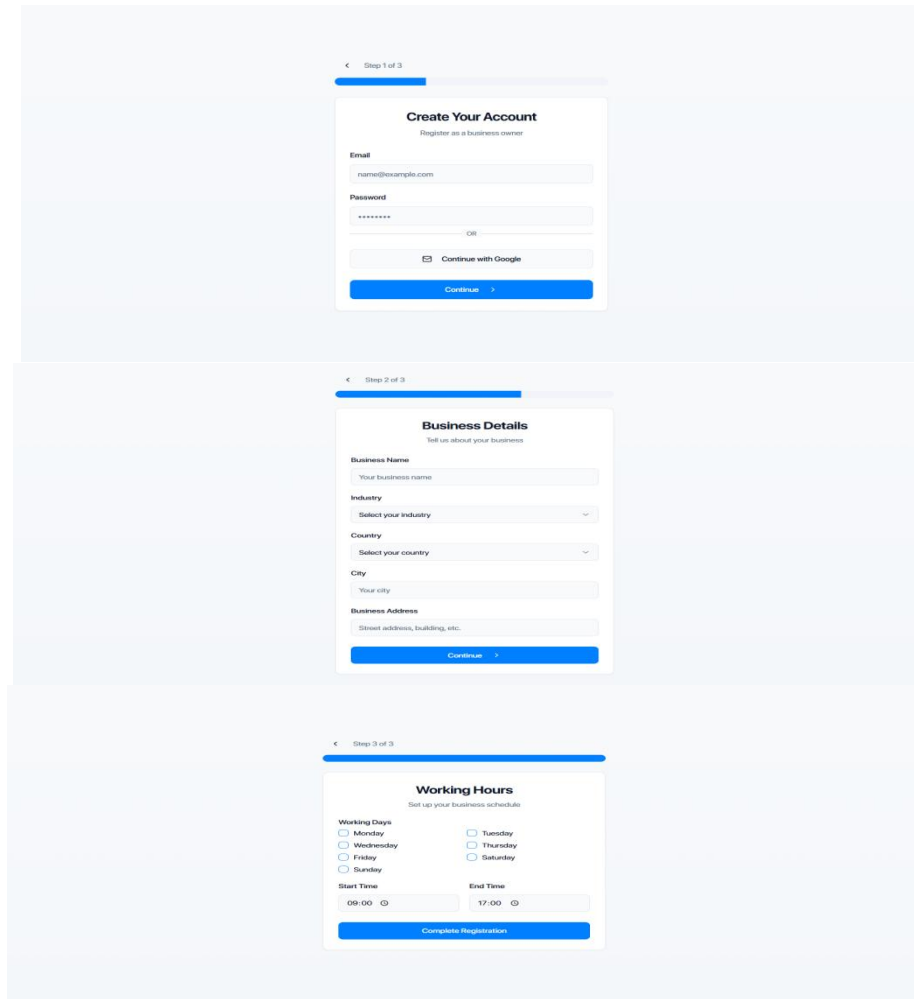 Step 1 of 3
Create Your Account
Register as a business owner
Email
name@example.com
Password
••••••••
OR
Continue with Google
Continue
Step 2 of 3
Business Details
Tell us about your business
Business Name
Your business name
Industry
Select your industry
Country
Select your country
City
Your city
Business Address
Street address, building, etc.
Continue
Step 3 of 3
Working Hours
Set up your business schedule
Working Days
Monday Tuesday
Wednesday Thursday
Friday Saturday
Sunday
Start Time End Time
09:00 17:00
Complete Registration